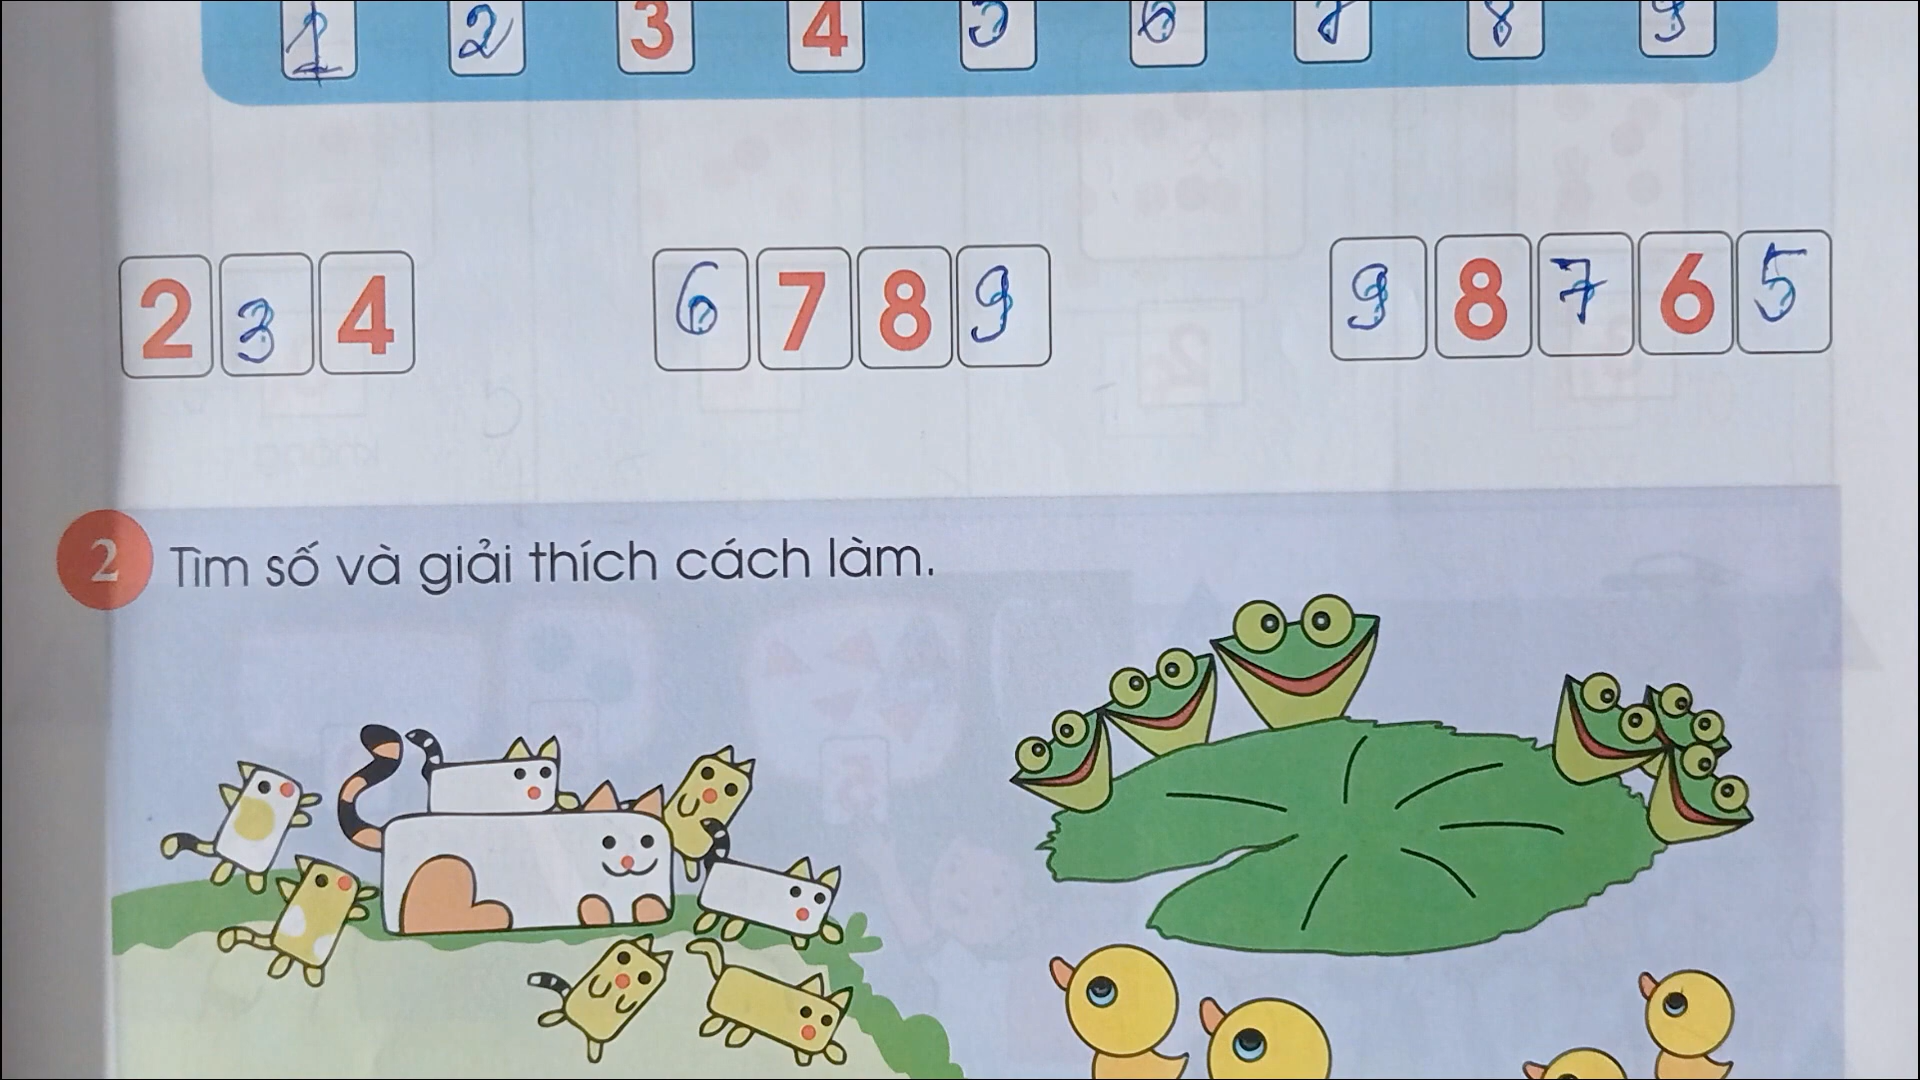 1 2 3 4 5 6 7 8 9
2 3 4 6 7 8 9 9 8 7 6 5
2 Tìm số và giải thích cách làm.